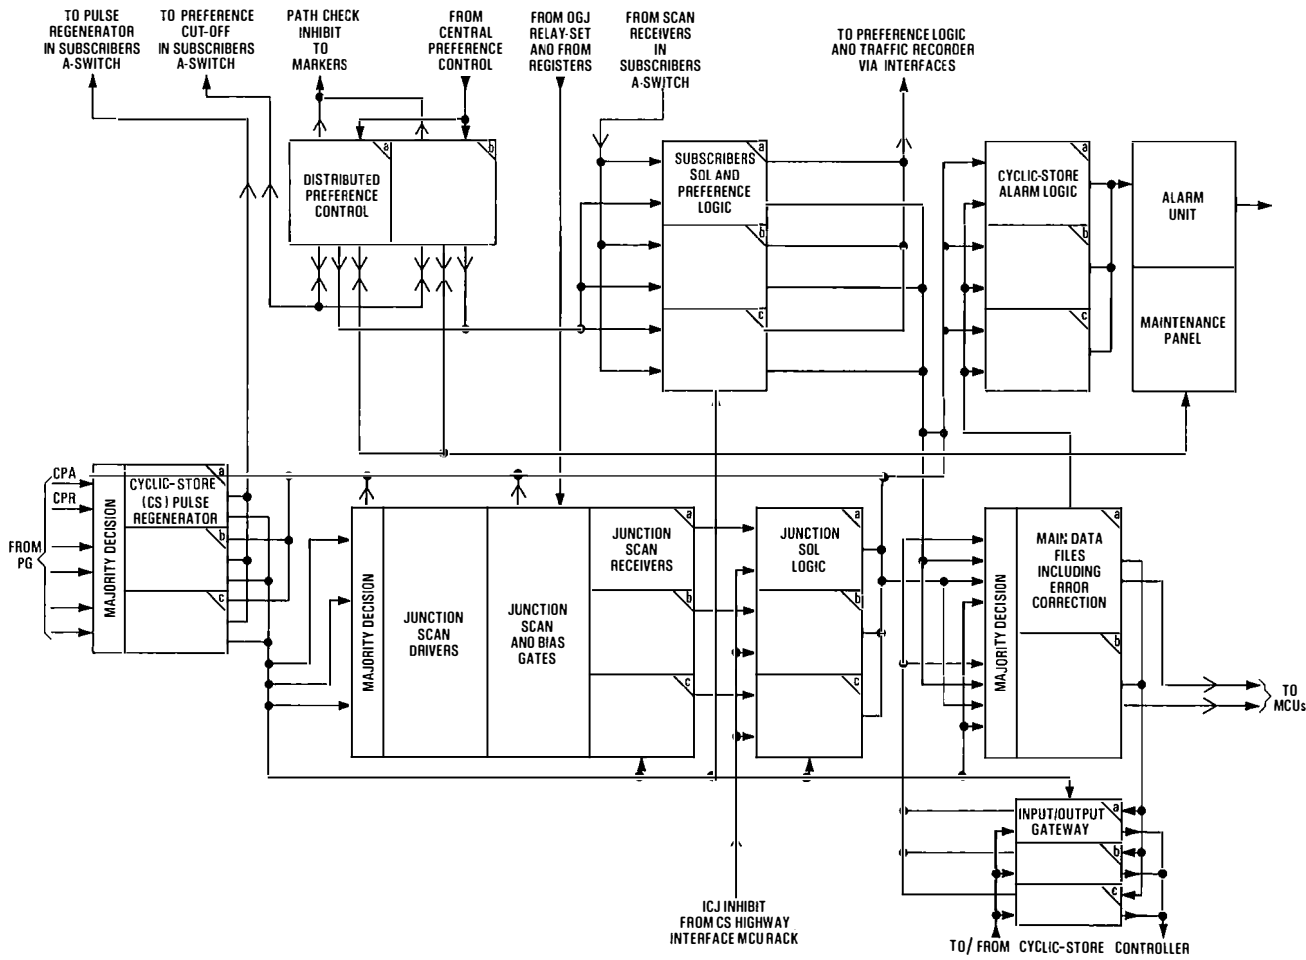 TO PULSE
REGENERATOR
IN SUBSCRIBERS
A-SWITCH
TO PREFERENCE
CUT-OFF
IN SUBSCRIBERS
A-SWITCH
PATH CHECK
INHIBIT
TO
MARKERS
FROM
CENTRAL
PREFERENCE
CONTROL
FROM OGJ
RELAY-SET
AND FROM
REGISTERS
FROM SCAN
RECEIVERS
IN
SUBSCRIBERS
A-SWITCH
TO PREFERENCE LOGIC
AND TRAFFIC RECORDER
VIA INTERFACES
a
b
DISTRIBUTED
PREFERENCE
CONTROL
a
SUBSCRIBERS
SOL AND
PREFERENCE
LOGIC
b
c
a
CYCLIC-STORE
ALARM LOGIC
b
c
ALARM
UNIT
MAINTENANCE
PANEL
FROM
PG
CPA
CPR
MAJORITY DECISION
a
CYCLIC-STORE
(CS) PULSE
REGENERATOR
b
c
MAJORITY DECISION
JUNCTION
SCAN
DRIVERS
JUNCTION
SCAN
AND BIAS
GATES
a
JUNCTION
SCAN
RECEIVERS
b
c
a
JUNCTION
SOL
LOGIC
b
c
MAJORITY DECISION
a
MAIN DATA
FILES
INCLUDING
ERROR
CORRECTION
b
TO
MCUs
a
INPUT/OUTPUT
GATEWAY
b
c
ICJ INHIBIT
FROM CS HIGHWAY
INTERFACE MCU RACK
TO/FROM CYCLIC-STORE CONTROLLER